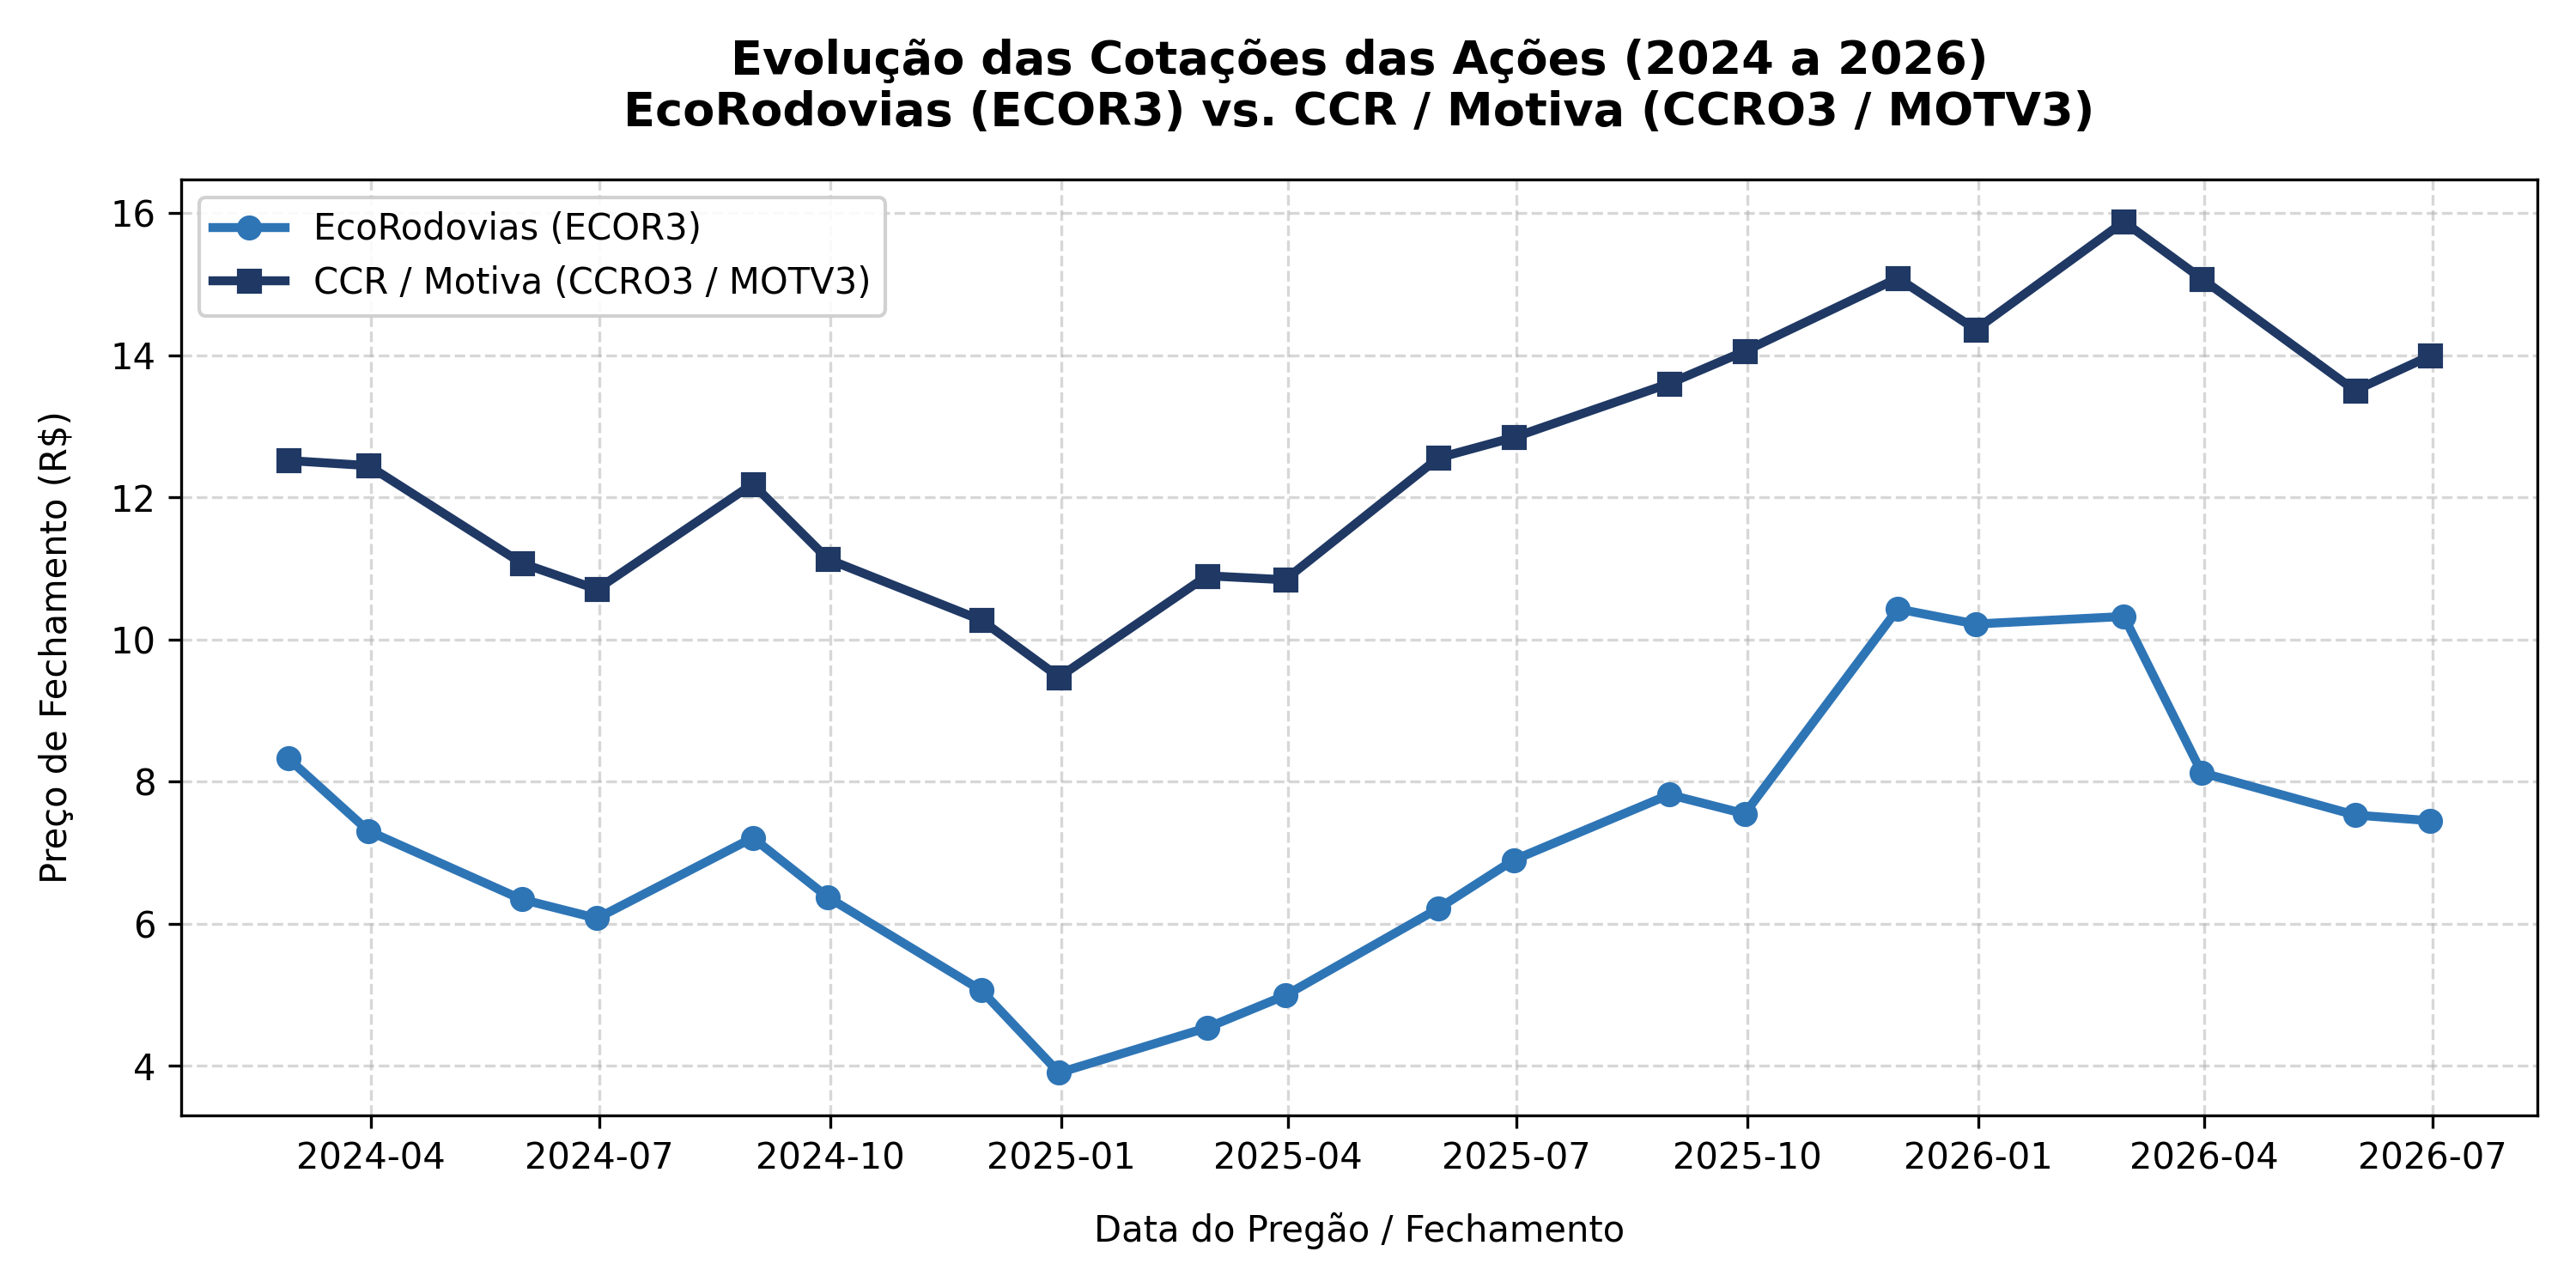 Evolução das Cotações das Ações (2024 a 2026)
EcoRodovias (ECOR3) vs. CCR / Motiva (CCRO3 / MOTV3)
EcoRodovias (ECOR3)
CCR / Motiva (CCRO3 / MOTV3)
Preço de Fechamento (R$)
16
14
12
10
8
6
4
2024-04
2024-07
2024-10
2025-01
2025-04
2025-07
2025-10
2026-01
2026-04
2026-07
Data do Pregão / Fechamento